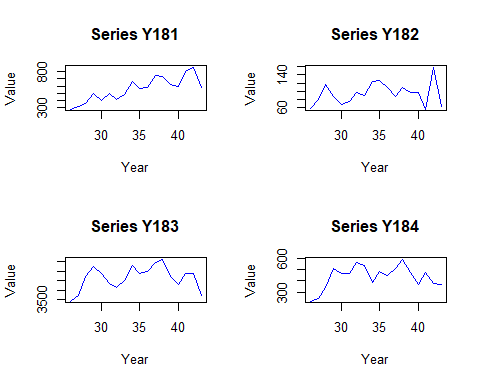 Series Y181
Value
300 800
30 35 40
Year
Series Y182
Value
60 140
30 35 40
Year
Series Y183
Value
3500
30 35 40
Year
Series Y184
Value
300 600
30 35 40
Year